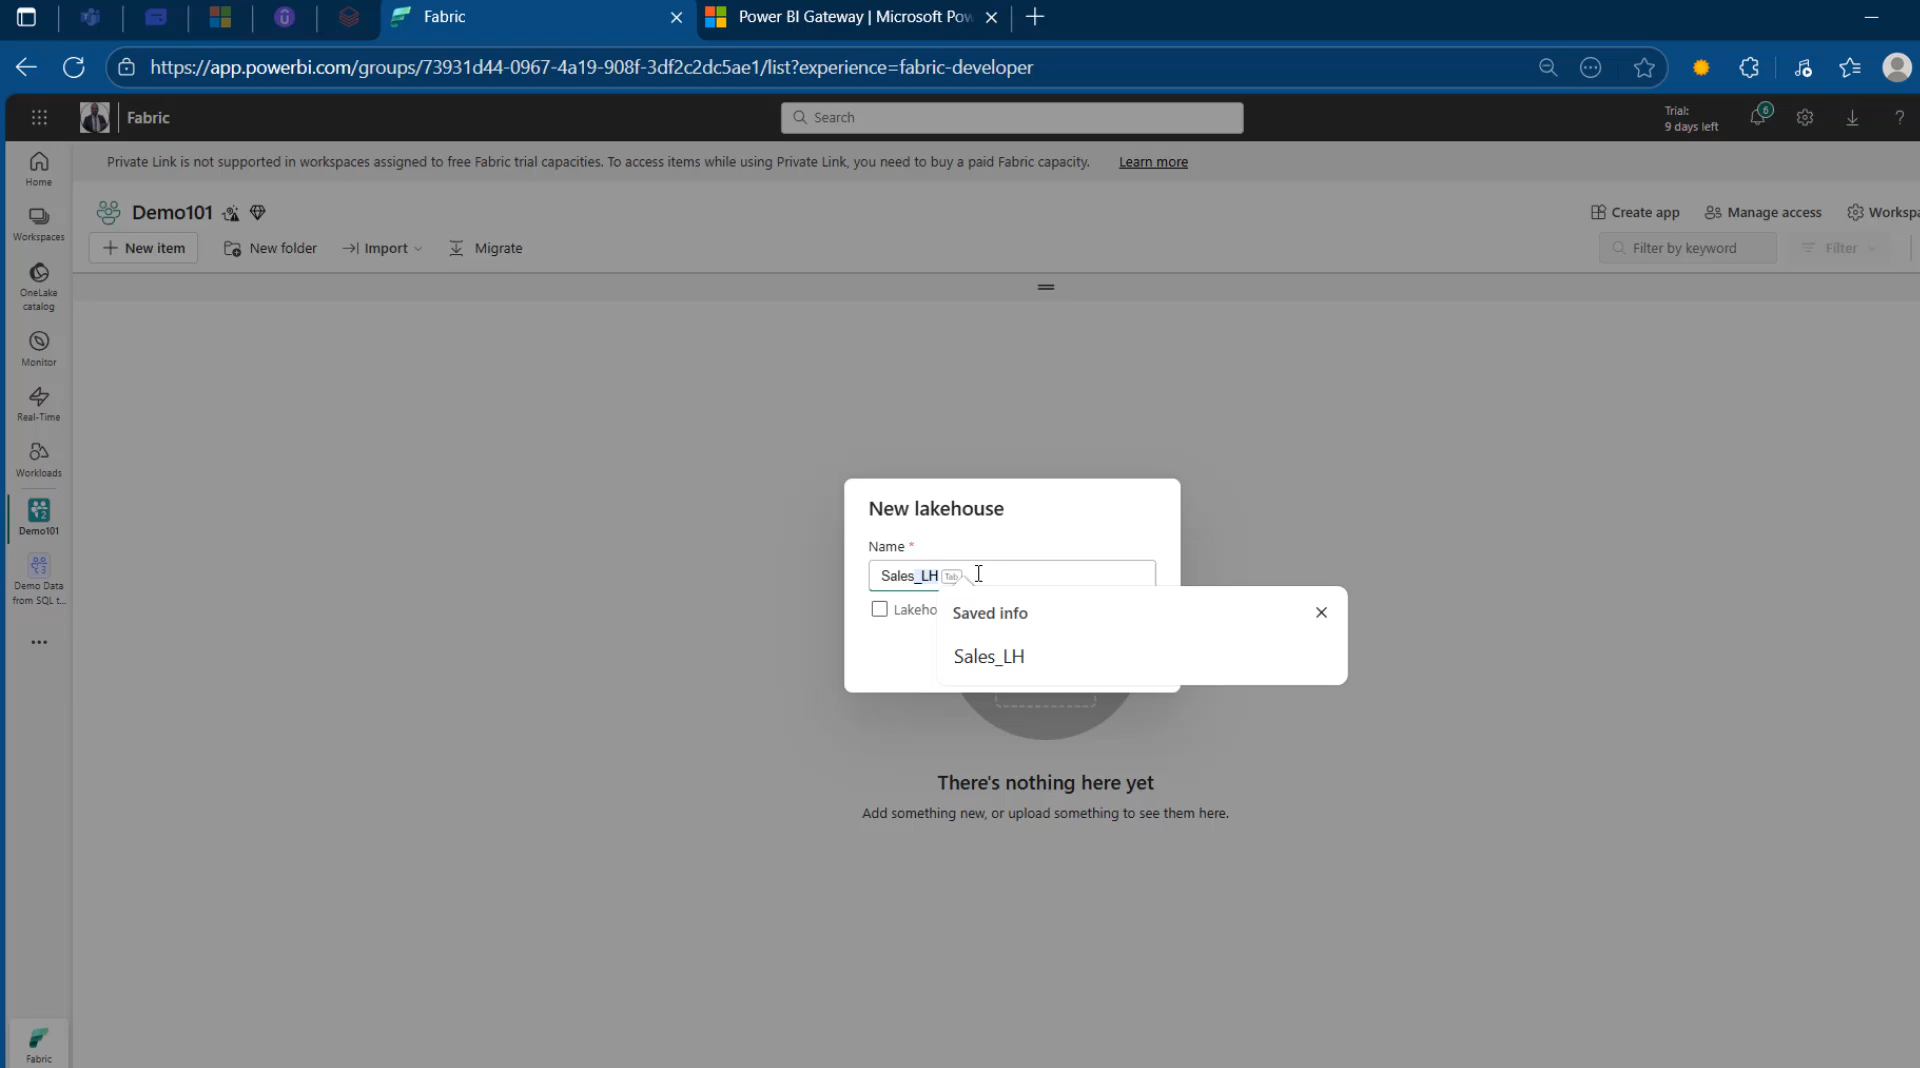 Fabric
Power BI Gateway | Microsoft Pow
https://app.powerbi.com/groups/73931d44-0967-4a19-908f-3df2c2dc5ae1/list?experience=fabric-developer
Fabric
Search
Trial:
9 days left
6
?
Private Link is not supported in workspaces assigned to free Fabric trial capacities. To access items while using Private Link, you need to buy a paid Fabric capacity. Learn more
Home
Workspaces
OneLake
catalog
Monitor
Real-Time
Workloads
Demo101
Demo Data
from SQL t...
Fabric
Demo101
Create app
Manage access
Workspa
New item
New folder
Import
Migrate
Filter by keyword
Filter
New lakehouse
Name *
Sales_LH Tab
Lakeho
Saved info
Sales_LH
There's nothing here yet
Add something new, or upload something to see them here.